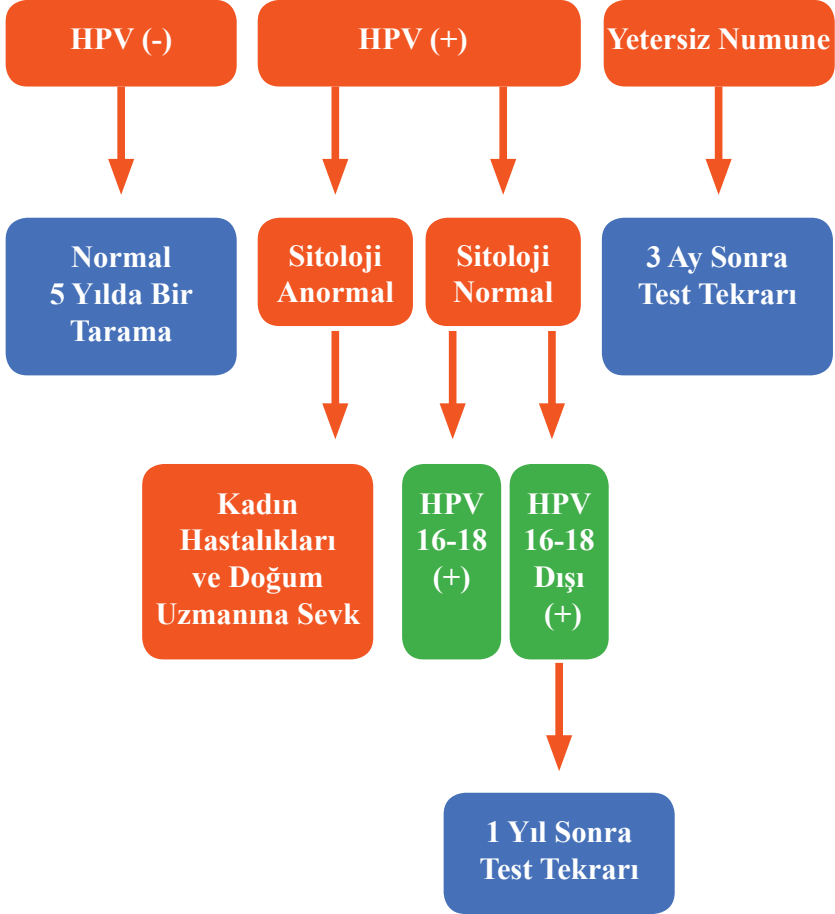 HPV (-)
HPV (+)
Yetersiz Numune
Normal
5 Yılda Bir
Tarama
Sitoloji
Anormal
Sitoloji
Normal
3 Ay Sonra
Test Tekrarı
Kadın
Hastalıkları
ve Doğum
Uzmanına Sevk
HPV
16-18
(+)
HPV
16-18
Dışı
(+)
1 Yıl Sonra
Test Tekrarı